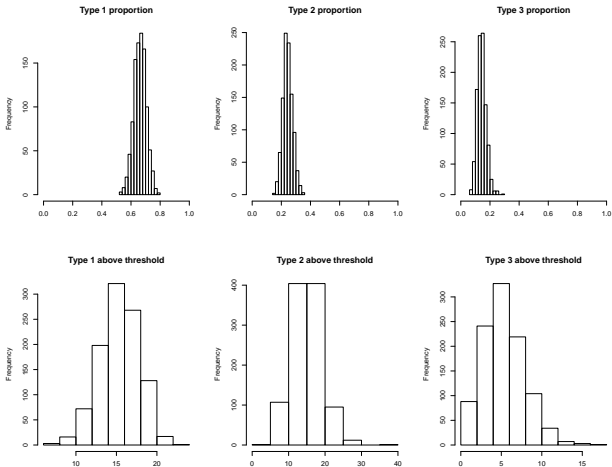 Type 1 proportion
Frequency
0 50 100 150
0.0 0.2 0.4 0.6 0.8 1.0
Type 2 proportion
Frequency
0 50 100 150 200 250
0.0 0.2 0.4 0.6 0.8 1.0
Type 3 proportion
Frequency
0 50 100 150 200 250
0.0 0.2 0.4 0.6 0.8 1.0
Type 1 above threshold
Frequency
0 50 100 150 200 250 300
10 15 20
Type 2 above threshold
Frequency
0 100 200 300 400
0 10 20 30 40
Type 3 above threshold
Frequency
0 50 100 150 200 250 300
0 5 10 15